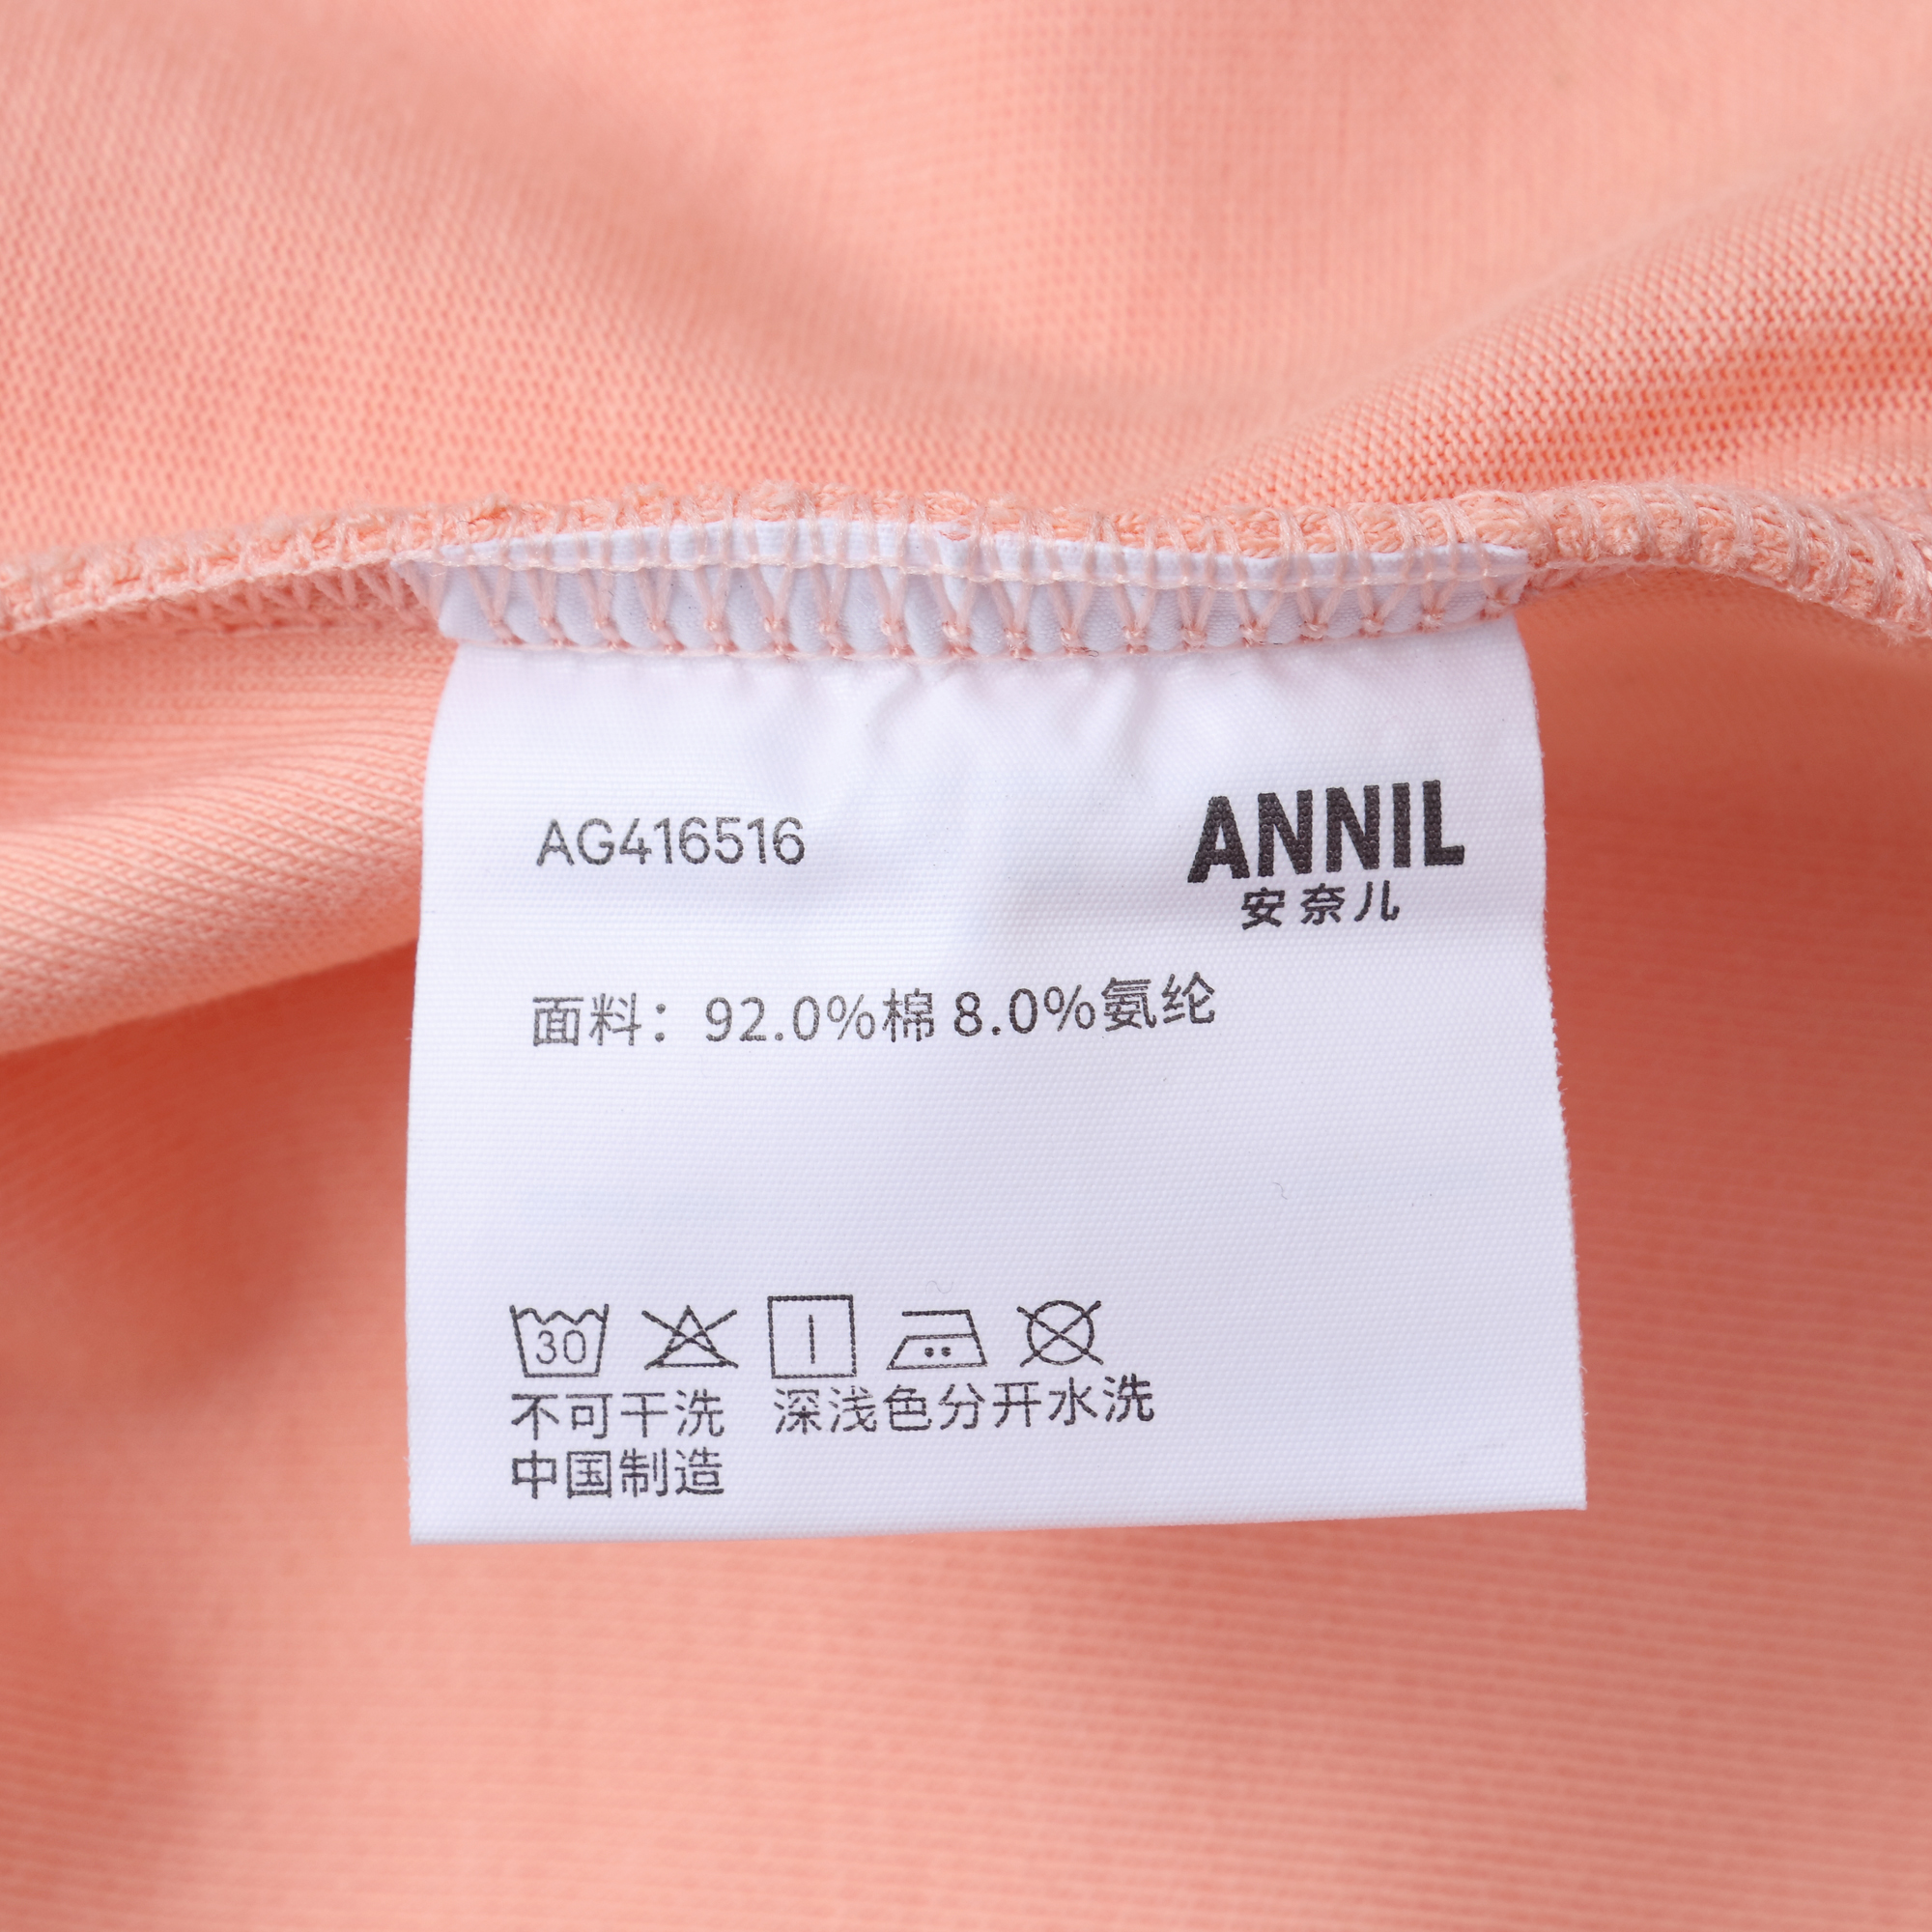 AG416516
ANNIL
安奈儿
面料：92.0%棉 8.0%氨纶
30
不可干洗 深浅色分开水洗
中国制造